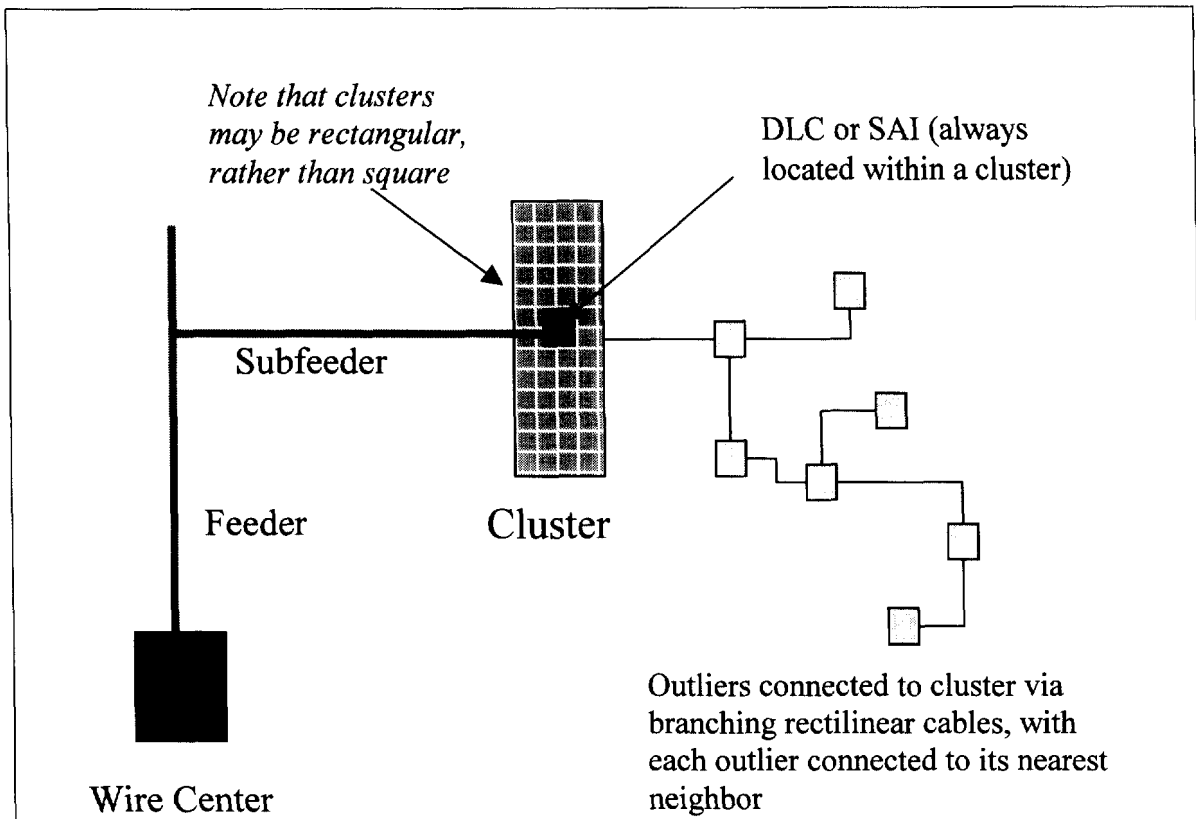 Note that clusters
may be rectangular,
rather than square
DLC or SAI (always
located within a cluster)
Subfeeder
Feeder
Cluster
Wire Center
Outliers connected to cluster via
branching rectilinear cables, with
each outlier connected to its nearest
neighbor